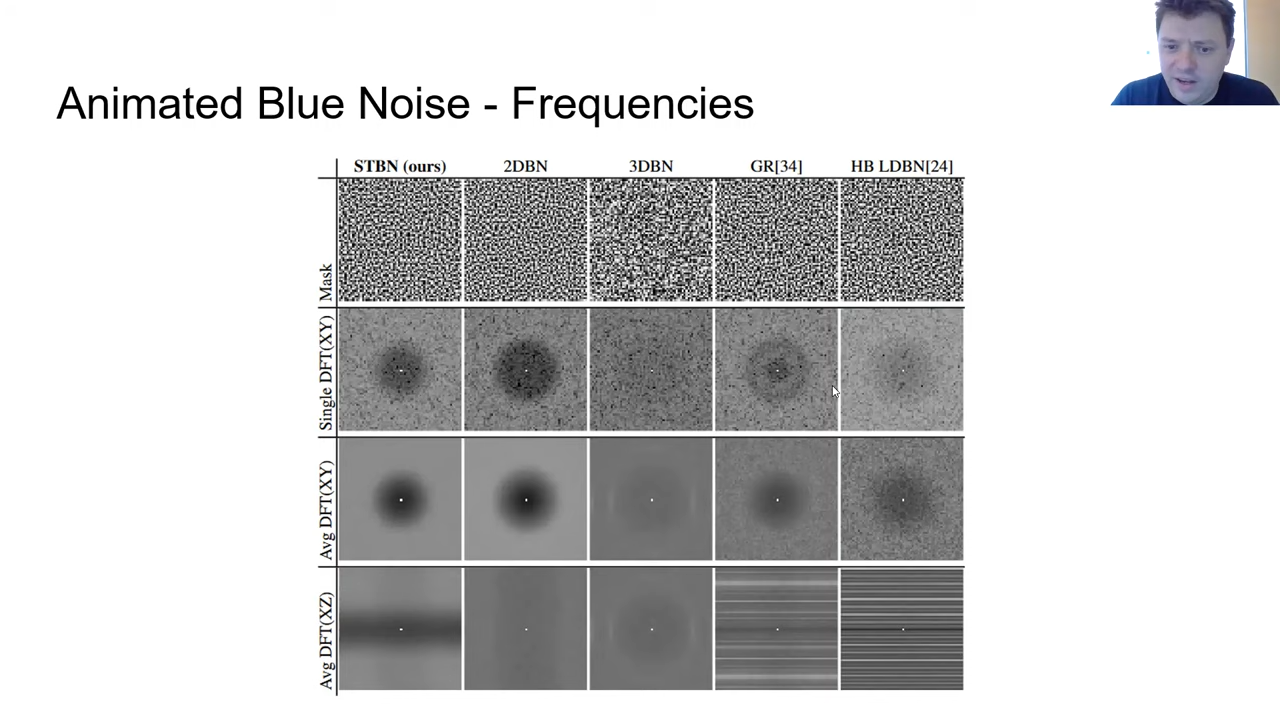 Animated Blue Noise - Frequencies
STBN (ours) 2DBN 3DBN GR[34] HB LDBN[24]
Mask
Single DFT(XY)
Avg DFT(XY)
Avg DFT(XZ)